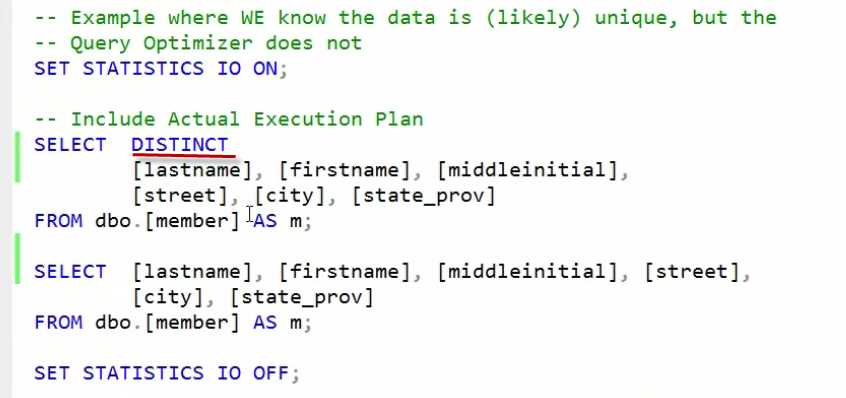 -- Example where WE know the data is (likely) unique, but the
-- Query Optimizer does not
SET STATISTICS IO ON;
-- Include Actual Execution Plan
SELECT DISTINCT
[lastname], [firstname], [middleinitial],
[street], [city], [state_prov]
FROM dbo.[member] AS m;
SELECT [lastname], [firstname], [middleinitial], [street],
[city], [state_prov]
FROM dbo.[member] AS m;
SET STATISTICS IO OFF;